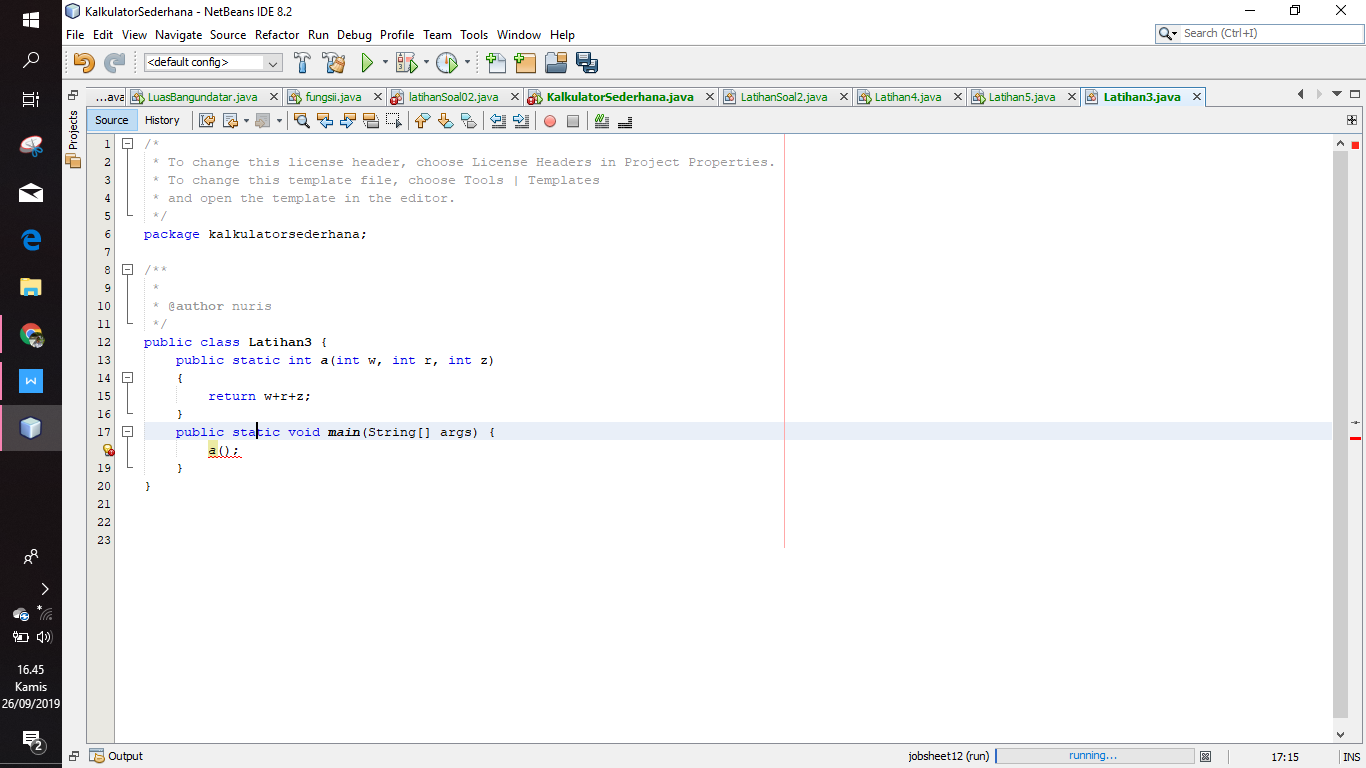 KalkulatorSederhana - NetBeans IDE 8.2
File Edit View Navigate Source Refactor Run Debug Profile Team Tools Window Help
Search (Ctrl+I)
<default config>
...ava LuasBangundatar.java fungsii.java latihanSoal02.java KalkulatorSederhana.java LatihanSoal2.java Latihan4.java Latihan5.java Latihan3.java
Projects
Source History
1 /*
2 * To change this license header, choose License Headers in Project Properties.
3 * To change this template file, choose Tools | Templates
4 * and open the template in the editor.
5 */
6 package kalkulatorsederhana;
7
8 /**
9 *
10 * @author nuris
11 */
12 public class Latihan3 {
13 public static int a(int w, int r, int z)
14 {
15 return w+r+z;
16 }
17 public static void main(String[] args) {
a();
19 }
20 }
21
22
23
16.45
Kamis
26/09/2019
2
Output
jobsheet12 (run) running... 17:15 INS